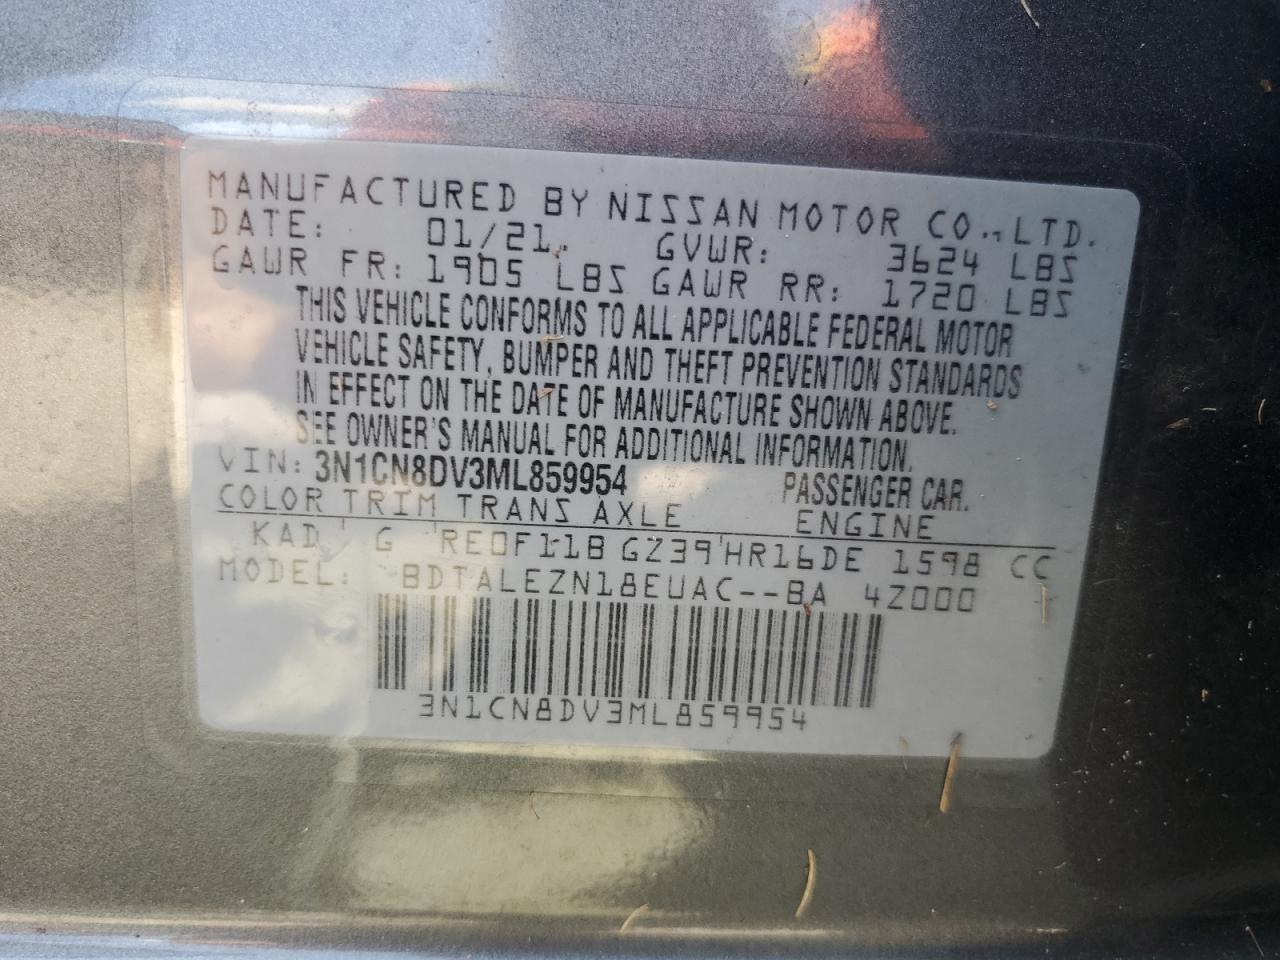 MANUFACTURED BY NISSAN MOTOR CO., LTD.
DATE: 01/21. GVWR: 3624 LBS
GAWR FR: 1905 LBS GAWR RR: 1720 LBS
THIS VEHICLE CONFORMS TO ALL APPLICABLE FEDERAL MOTOR
VEHICLE SAFETY, BUMPER AND THEFT PREVENTION STANDARDS
IN EFFECT ON THE DATE OF MANUFACTURE SHOWN ABOVE.
SEE OWNER'S MANUAL FOR ADDITIONAL INFORMATION.
VIN: 3N1CN8DV3ML859954 PASSENGER CAR.
COLOR TRIM TRANS AXLE ENGINE
KAD G RE0F11B GZ39 HR16DE 1598 CC
MODEL: BDTALEZN18EUAC--BA 4Z000
3N1CN8DV3ML859954